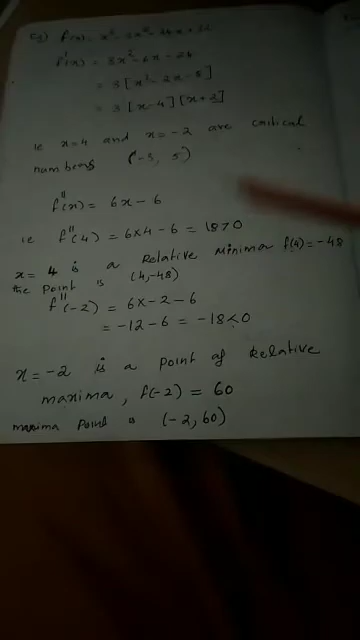 f(x) = x³ - 3x² - 24x + 32
f'(x) = 3x² - 6x - 24
= 3[x² - 2x - 8]
= 3[x-4][x+2]
ie x=4 and x=-2 are critical
numbers (-5, 5)
f''(x) = 6x - 6
ie f''(4) = 6×4 - 6 = 18>0
x= 4 is a Relative Minima f(4)=-48
the point is (4,-48)
f''(-2) = 6×-2-6
= -12-6 = -18<0
x=-2 is a point of Relative
maxima, f(-2) = 60
maxima Point is (-2, 60)